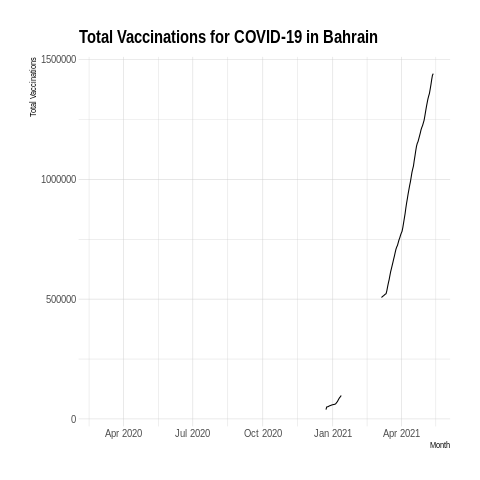 Total Vaccinations for COVID-19 in Bahrain
Total Vaccinations
1500000
1000000
500000
0
Apr 2020
Jul 2020
Oct 2020
Jan 2021
Apr 2021
Month